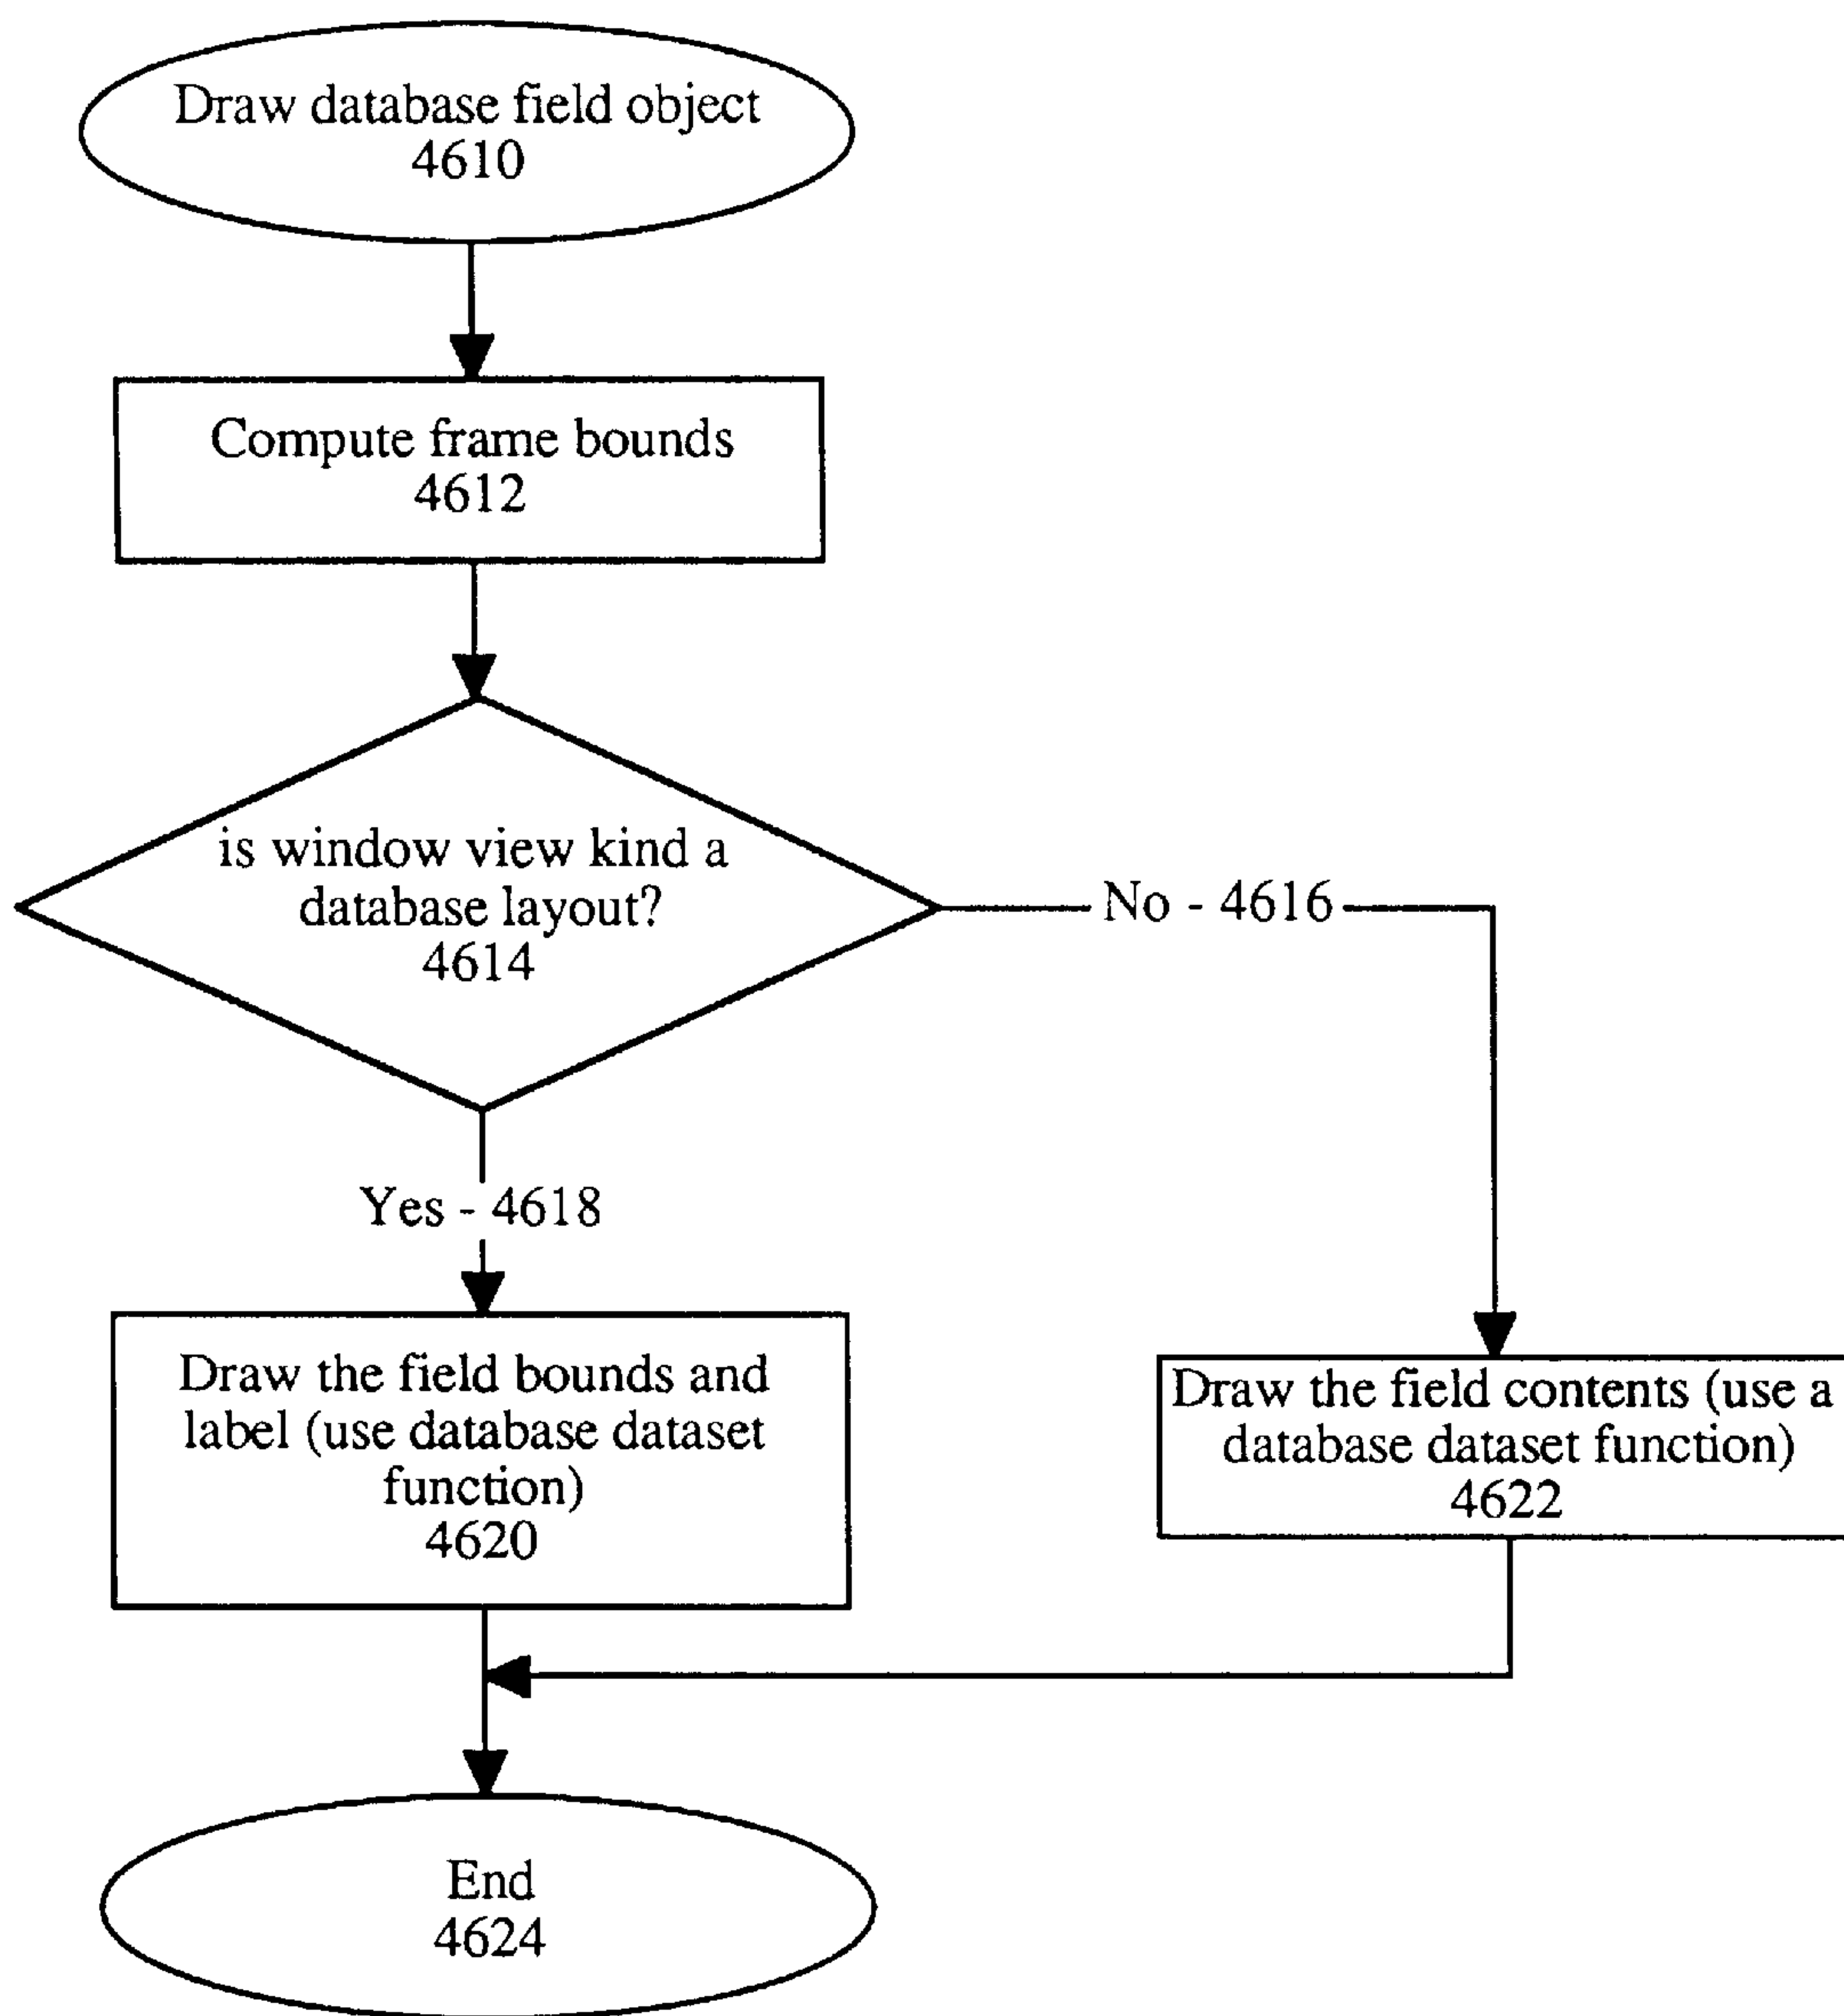 Draw database field object
4610
Compute frame bounds
4612
is window view kind a
database layout?
4614
No - 4616
Yes - 4618
Draw the field bounds and
label (use database dataset
function)
4620
Draw the field contents (use a
database dataset function)
4622
End
4624